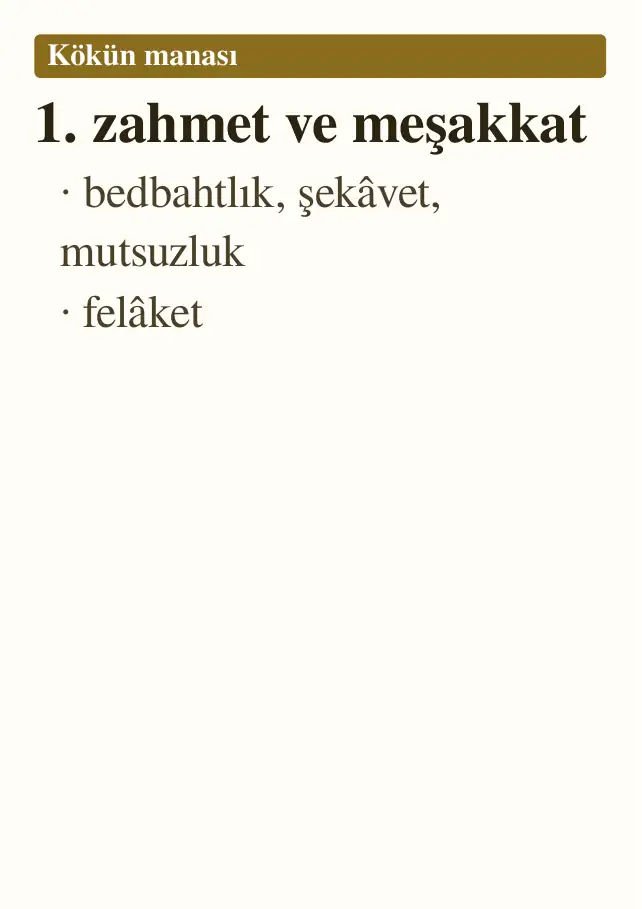 Kökün manası
1. zahmet ve meşakkat
· bedbahtlık, şekâvet,
mutsuzluk
· felâket